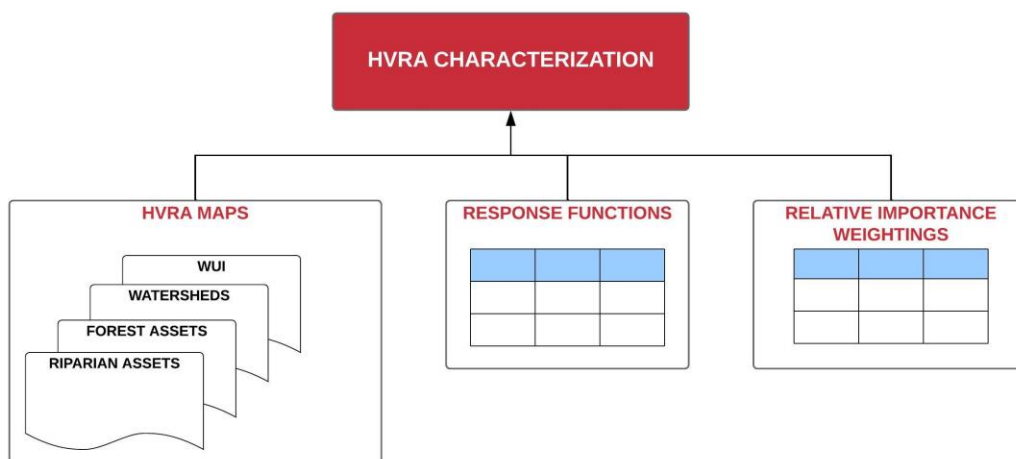 HVRA CHARACTERIZATION
HVRA MAPS
WUI
WATERSHEDS
FOREST ASSETS
RIPARIAN ASSETS
RESPONSE FUNCTIONS
RELATIVE IMPORTANCE
WEIGHTINGS